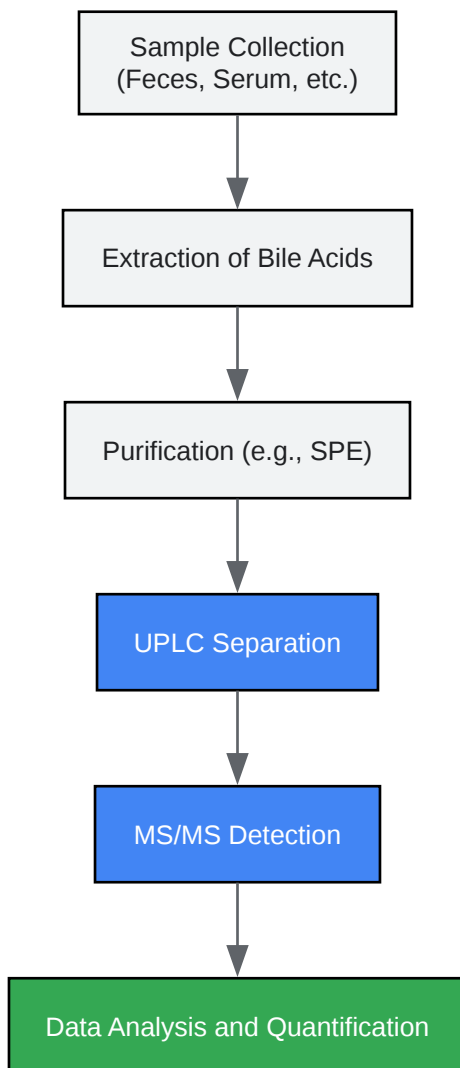 Sample Collection
(Feces, Serum, etc.)
Extraction of Bile Acids
Purification (e.g., SPE)
UPLC Separation
MS/MS Detection
Data Analysis and Quantification